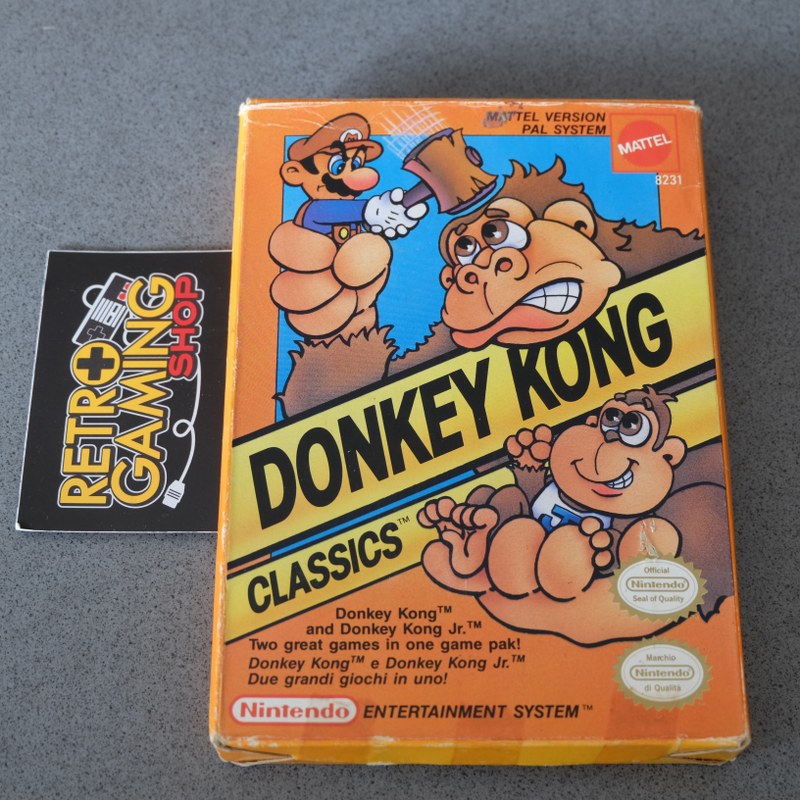 MATTEL VERSION
PAL SYSTEM
MATTEL
8231
M
RETRO
GAMING
SHOP
DONKEY KONG
CLASSICS™
J
Donkey Kong™
and Donkey Kong Jr.™
Two great games in one game pak!
Donkey Kong™ e Donkey Kong Jr.™
Due grandi giochi in uno!
Official
Nintendo
Seal of Quality
Marchio
Nintendo
di Qualità
Nintendo ENTERTAINMENT SYSTEM™